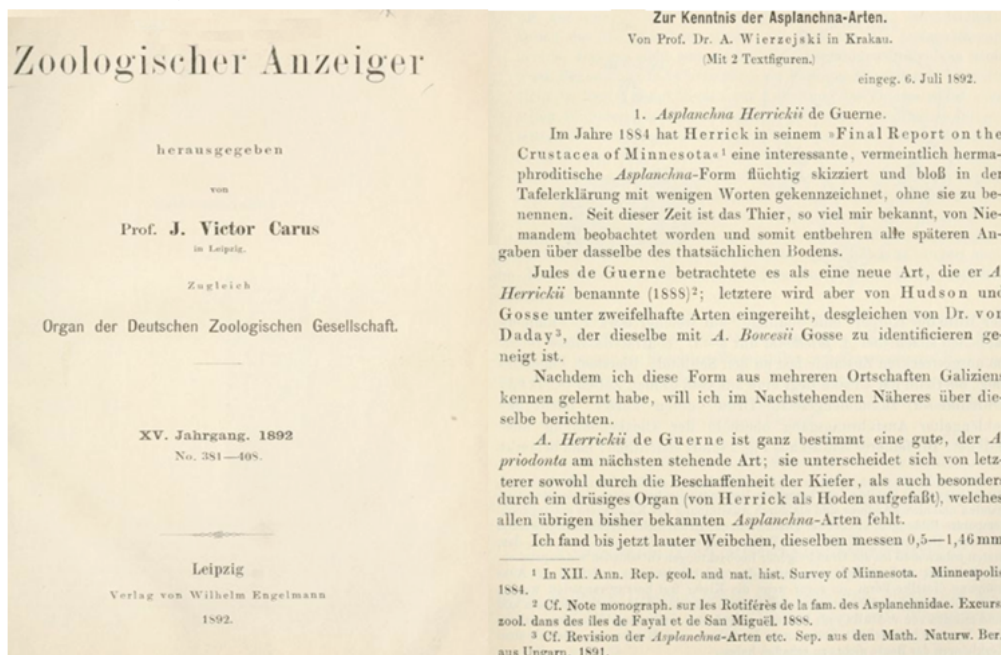 Zoologischer Anzeiger
herausgegeben
von
Prof. J. Victor Carus
in Leipzig.
Zugleich
Organ der Deutschen Zoologischen Gesellschaft.
XV. Jahrgang. 1892
No. 381—408.
Leipzig
Verlag von Wilhelm Engelmann
1892.
Zur Kenntnis der Asplanchna-Arten.
Von Prof. Dr. A. Wierzejski in Krakau.
(Mit 2 Textfiguren.)
eingeg. 6. Juli 1892.
1. Asplanchna Herrickii de Guerne.
Im Jahre 1884 hat Herrick in seinem »Final Report on the
Crustacea of Minnesota«1 eine interessante, vermeintlich herma-
phroditische Asplanchna-Form flüchtig skizziert und bloß in der
Tafelerklärung mit wenigen Worten gekennzeichnet, ohne sie zu be-
nennen. Seit dieser Zeit ist das Thier, so viel mir bekannt, von Nie-
mandem beobachtet worden und somit entbehren alle späteren An-
gaben über dasselbe des thatsächlichen Bodens.
Jules de Guerne betrachtete es als eine neue Art, die er A
Herrickii benannte (1888)2; letztere wird aber von Hudson und
Gosse unter zweifelhafte Arten eingereiht, desgleichen von Dr. von
Daday3, der dieselbe mit A. Bowesii Gosse zu identificieren ge-
neigt ist.
Nachdem ich diese Form aus mehreren Ortschaften Galiziens
kennen gelernt habe, will ich im Nachstehenden Näheres über die-
selbe berichten.
A. Herrickii de Guerne ist ganz bestimmt eine gute, der A
priodonta am nächsten stehende Art; sie unterscheidet sich von letz-
terer sowohl durch die Beschaffenheit der Kiefer, als auch besonders
durch ein drüsiges Organ (von Herrick als Hoden aufgefaßt), welches
allen übrigen bisher bekannten Asplanchna-Arten fehlt.
Ich fand bis jetzt lauter Weibchen, dieselben messen 0,5—1,46 mm
1 In XII. Ann. Rep. geol. and nat. hist. Survey of Minnesota. Minneapolis
1884.
2 Cf. Note monograph. sur les Rotifères de la fam. des Asplanchnidae. Excurs.
zool. dans des îles de Fayal et de San Miguël. 1888.
3 Cf. Revision der Asplanchna-Arten etc. Sep. aus den Math. Naturw. Ber.
aus Ungarn. 1891.